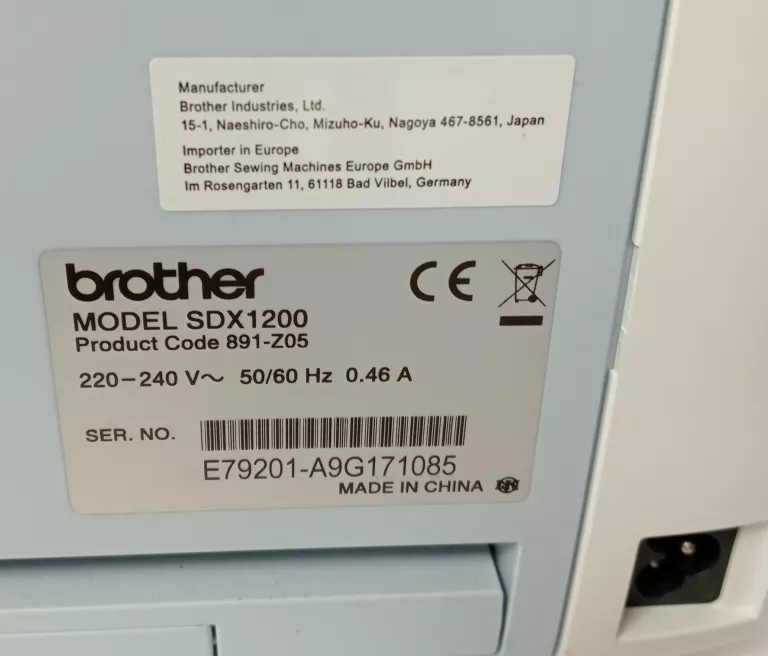 Manufacturer
Brother Industries, Ltd.
15-1, Naeshiro-Cho, Mizuho-Ku, Nagoya 467-8561, Japan
Importer in Europe
Brother Sewing Machines Europe GmbH
Im Rosengarten 11, 61118 Bad Vilbel, Germany
brother
CE
MODEL SDX1200
Product Code 891-Z05
220-240 V~ 50/60 Hz 0.46 A
SER. NO.
E79201-A9G171085
MADE IN CHINA